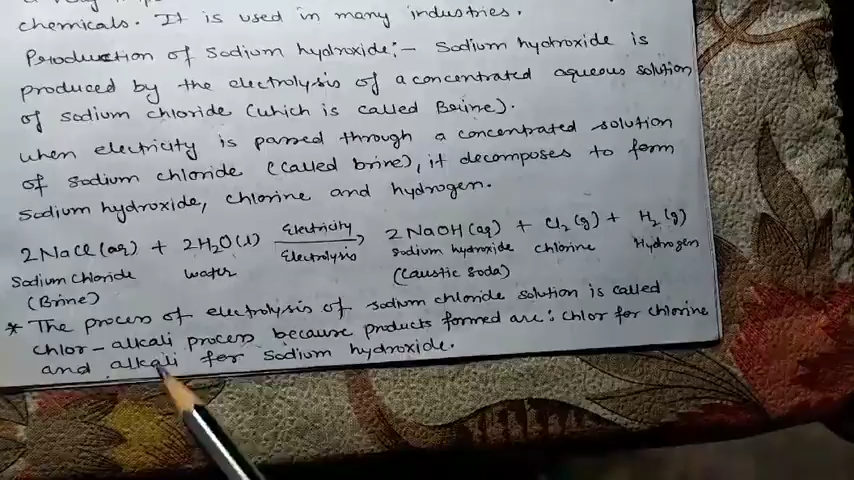 chemicals. It is used in many industries.
Production of Sodium hydroxide:- Sodium hydroxide is
produced by the electrolysis of a concentrated aqueous solution
of sodium chloride (which is called Brine).
when electricity is passed through a concentrated solution
of sodium chloride (called brine), it decomposes to form
sodium hydroxide, chlorine and hydrogen.
2NaCl(aq) + 2H₂O(l) Electricity → Electrolysis 2NaOH(aq) + Cl₂(g) + H₂(g)
Sodium Chloride water sodium hydroxide chlorine Hydrogen
(Brine) (Caustic Soda)
* The process of electrolysis of sodium chloride solution is called
chlor-alkali process because products formed are: chlor for chlorine
and alkali for sodium hydroxide.